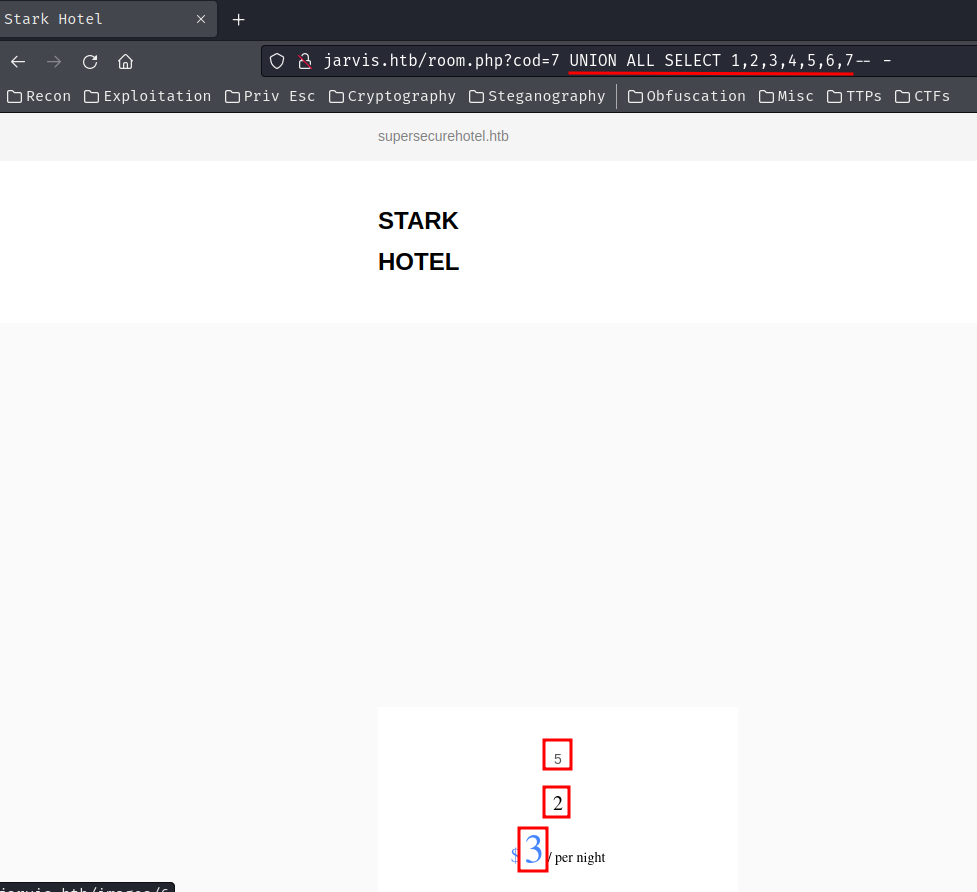 Stark Hotel
jarvis.htb/room.php?cod=7 UNION ALL SELECT 1,2,3,4,5,6,7-- -
Recon Exploitation Priv Esc Cryptography Steganography Obfuscation Misc TTPs CTFs
supersecurehotel.htb
STARK
HOTEL
5
2
$3/ per night
jarvis.htb/images/6